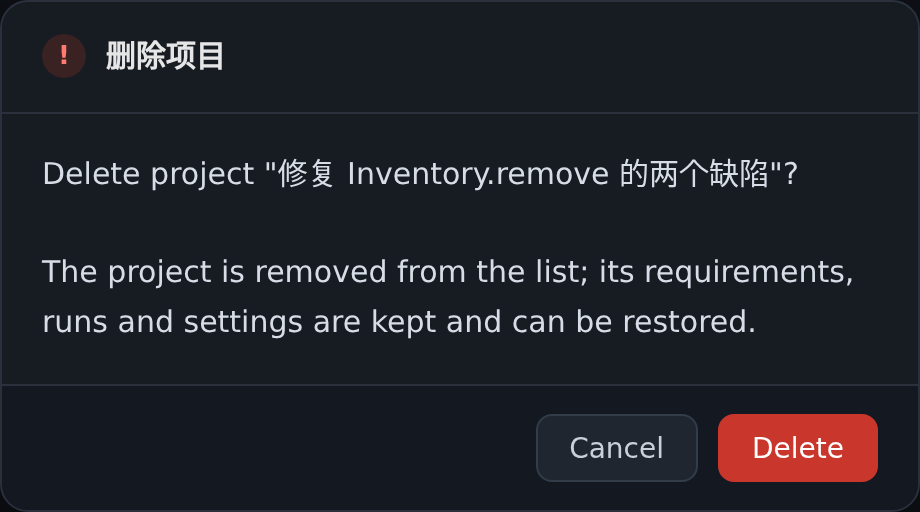 !
删除项目
Delete project "修复 Inventory.remove 的两个缺陷"?
The project is removed from the list; its requirements,
runs and settings are kept and can be restored.
Cancel
Delete